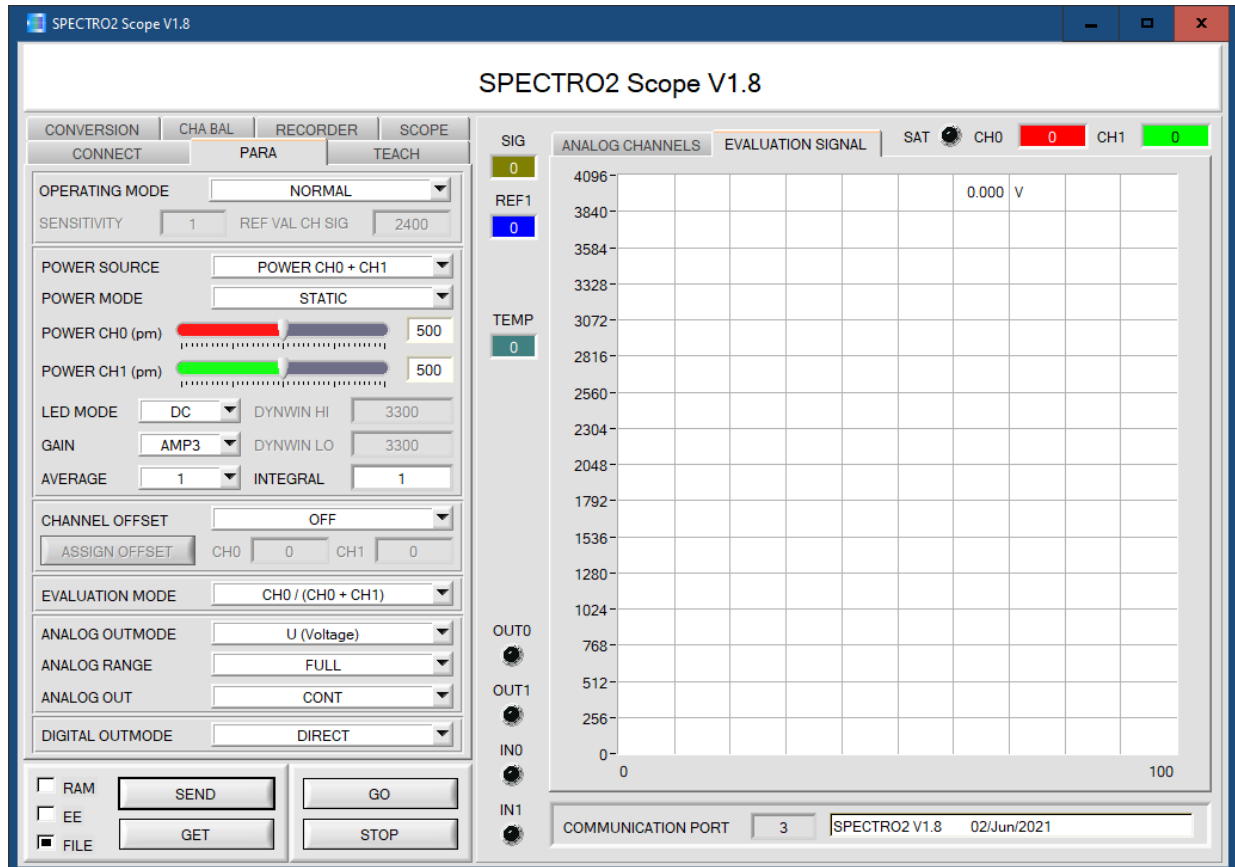 SPECTRO2 Scope V1.8
SPECTRO2 Scope V1.8
CONVERSION CHA BAL RECORDER SCOPE
CONNECT PARA TEACH
OPERATING MODE NORMAL
SENSITIVITY 1 REF VAL CH SIG 2400
POWER SOURCE POWER CH0 + CH1
POWER MODE STATIC
POWER CH0 (pm) 500
POWER CH1 (pm) 500
LED MODE DC DYNWIN HI 3300
GAIN AMP3 DYNWIN LO 3300
AVERAGE 1 INTEGRAL 1
CHANNEL OFFSET OFF
ASSIGN OFFSET CH0 0 CH1 0
EVALUATION MODE CH0 / (CH0 + CH1)
ANALOG OUTMODE U (Voltage)
ANALOG RANGE FULL
ANALOG OUT CONT
DIGITAL OUTMODE DIRECT
RAM
EE
FILE
SEND
GET
GO
STOP
SIG
0
REF1
0
TEMP
0
OUT0
OUT1
IN0
IN1
ANALOG CHANNELS EVALUATION SIGNAL SAT CH0 0 CH1 0
0.000 V
4096
3840
3584
3328
3072
2816
2560
2304
2048
1792
1536
1280
1024
768
512
256
0
0 100
COMMUNICATION PORT 3 SPECTRO2 V1.8 02/Jun/2021